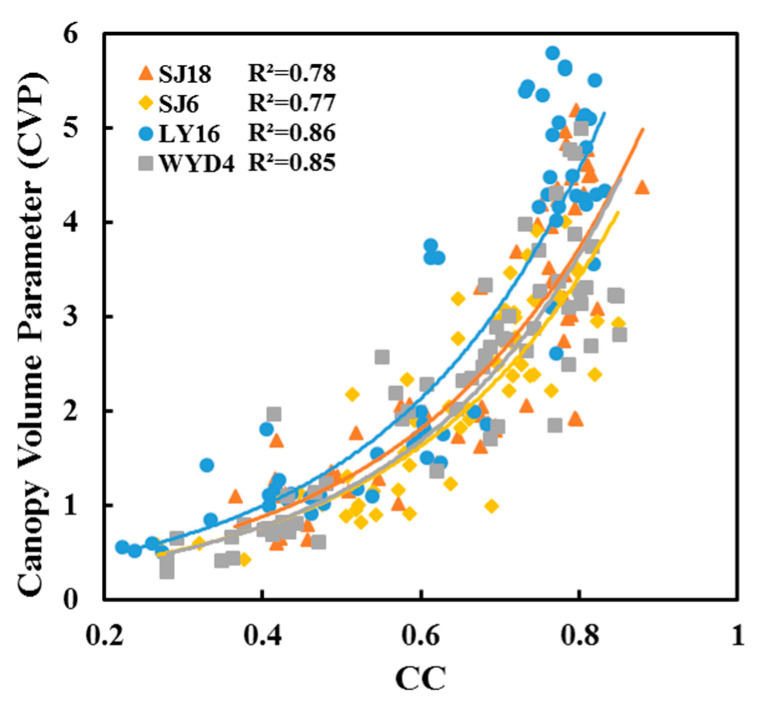 Canopy Volume Parameter (CVP)
6
5
4
3
2
1
0
SJ18 R²=0.78
SJ6 R²=0.77
LY16 R²=0.86
WYD4 R²=0.85
0.2 0.4 0.6 0.8 1
CC